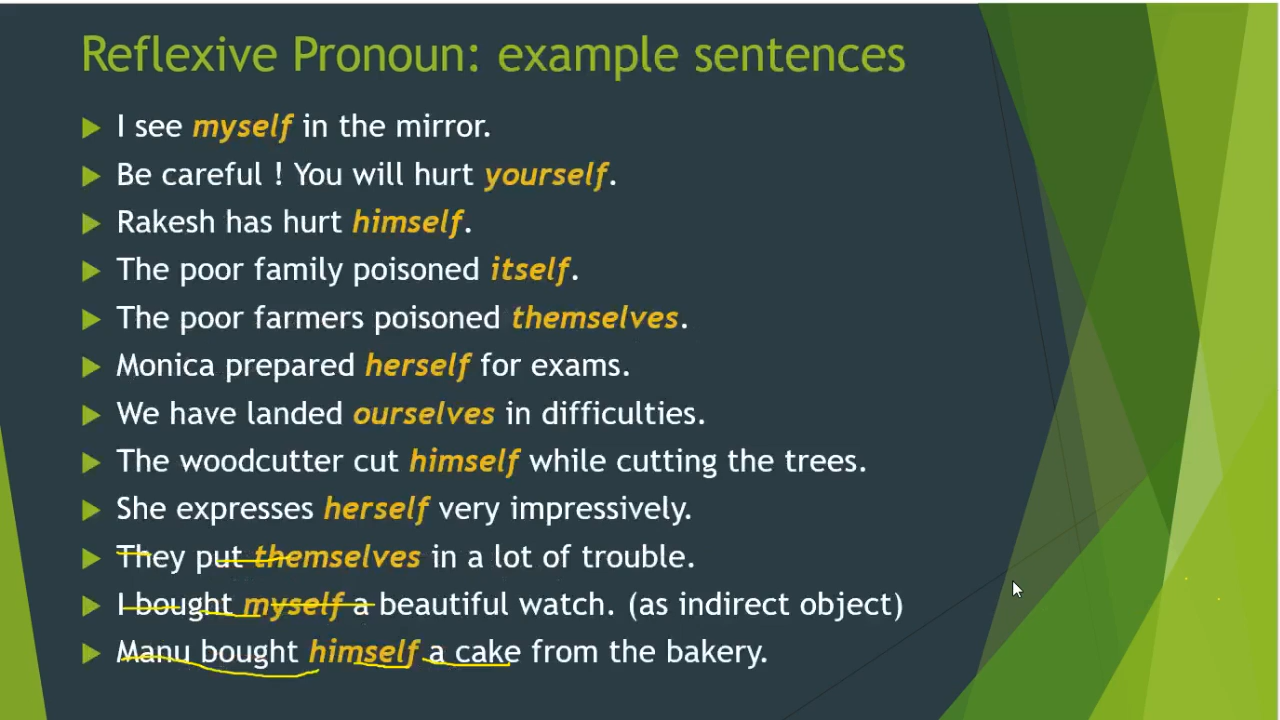 Reflexive Pronoun: example sentences
I see myself in the mirror.
Be careful ! You will hurt yourself.
Rakesh has hurt himself.
The poor family poisoned itself.
The poor farmers poisoned themselves.
Monica prepared herself for exams.
We have landed ourselves in difficulties.
The woodcutter cut himself while cutting the trees.
She expresses herself very impressively.
They put themselves in a lot of trouble.
I bought myself a beautiful watch. (as indirect object)
Manu bought himself a cake from the bakery.